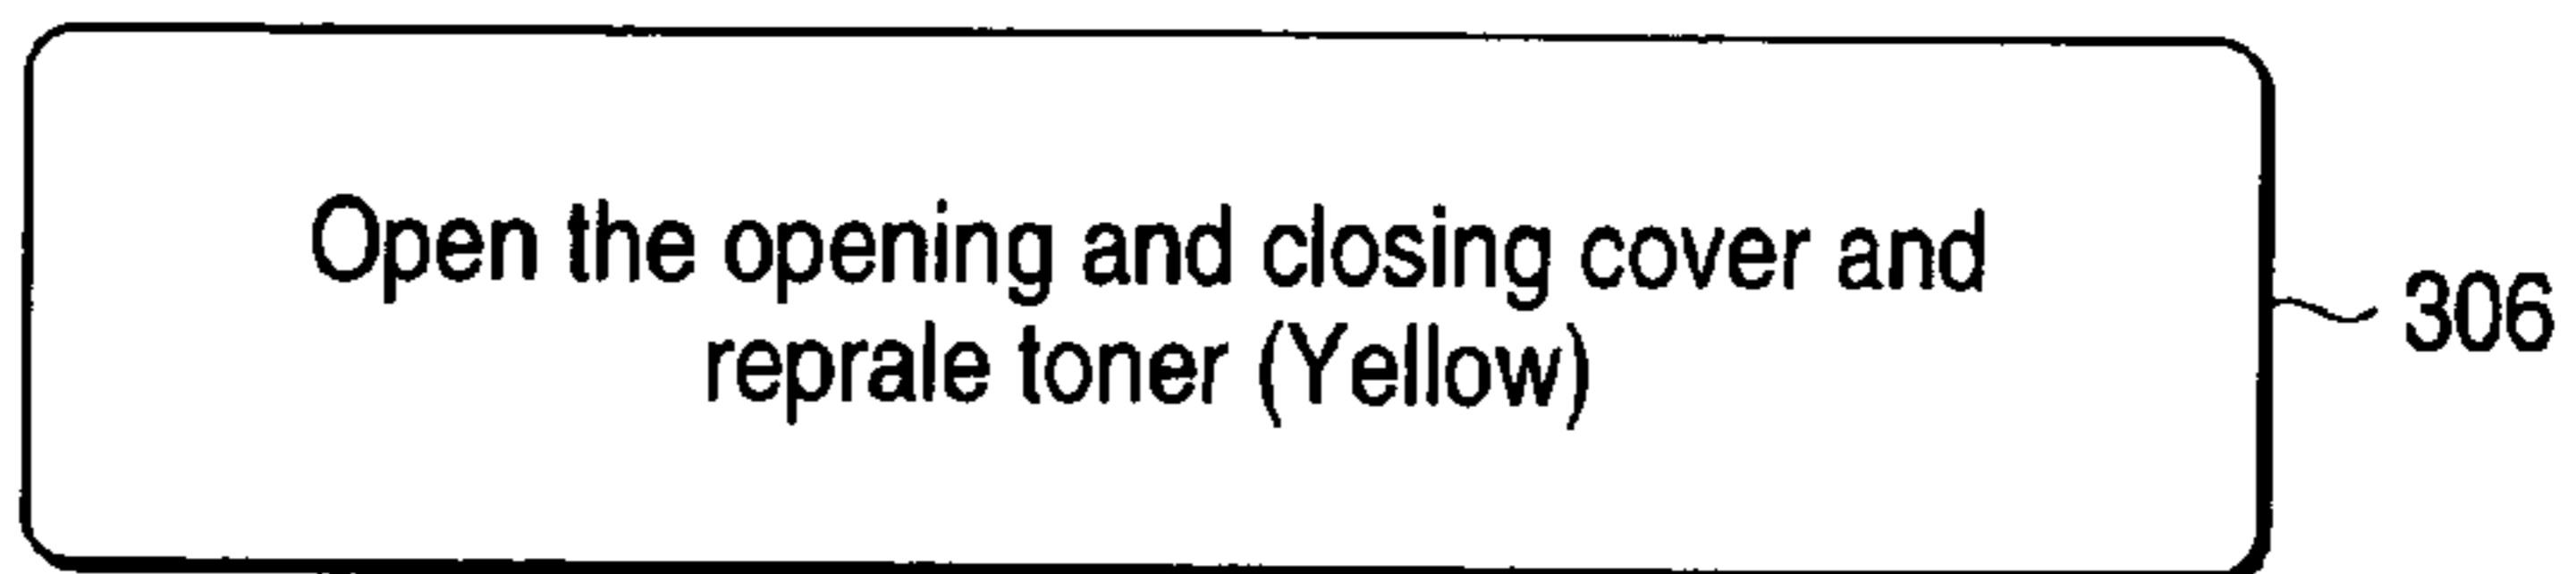 Open the opening and closing cover and
reprale toner (Yellow)
306